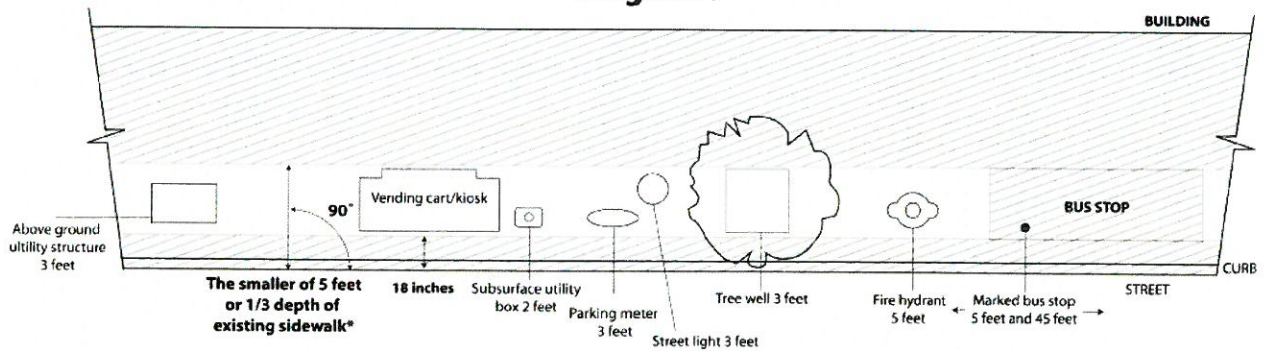 BUILDING
Vending cart/kiosk
90°
BUS STOP
Above ground
ultility structure
3 feet
CURB
STREET
The smaller of 5 feet
or 1/3 depth of
existing sidewalk*
18 inches
Subsurface utility
box 2 feet
Parking meter
3 feet
Street light 3 feet
Tree well 3 feet
Fire hydrant
5 feet
Marked bus stop
5 feet and 45 feet